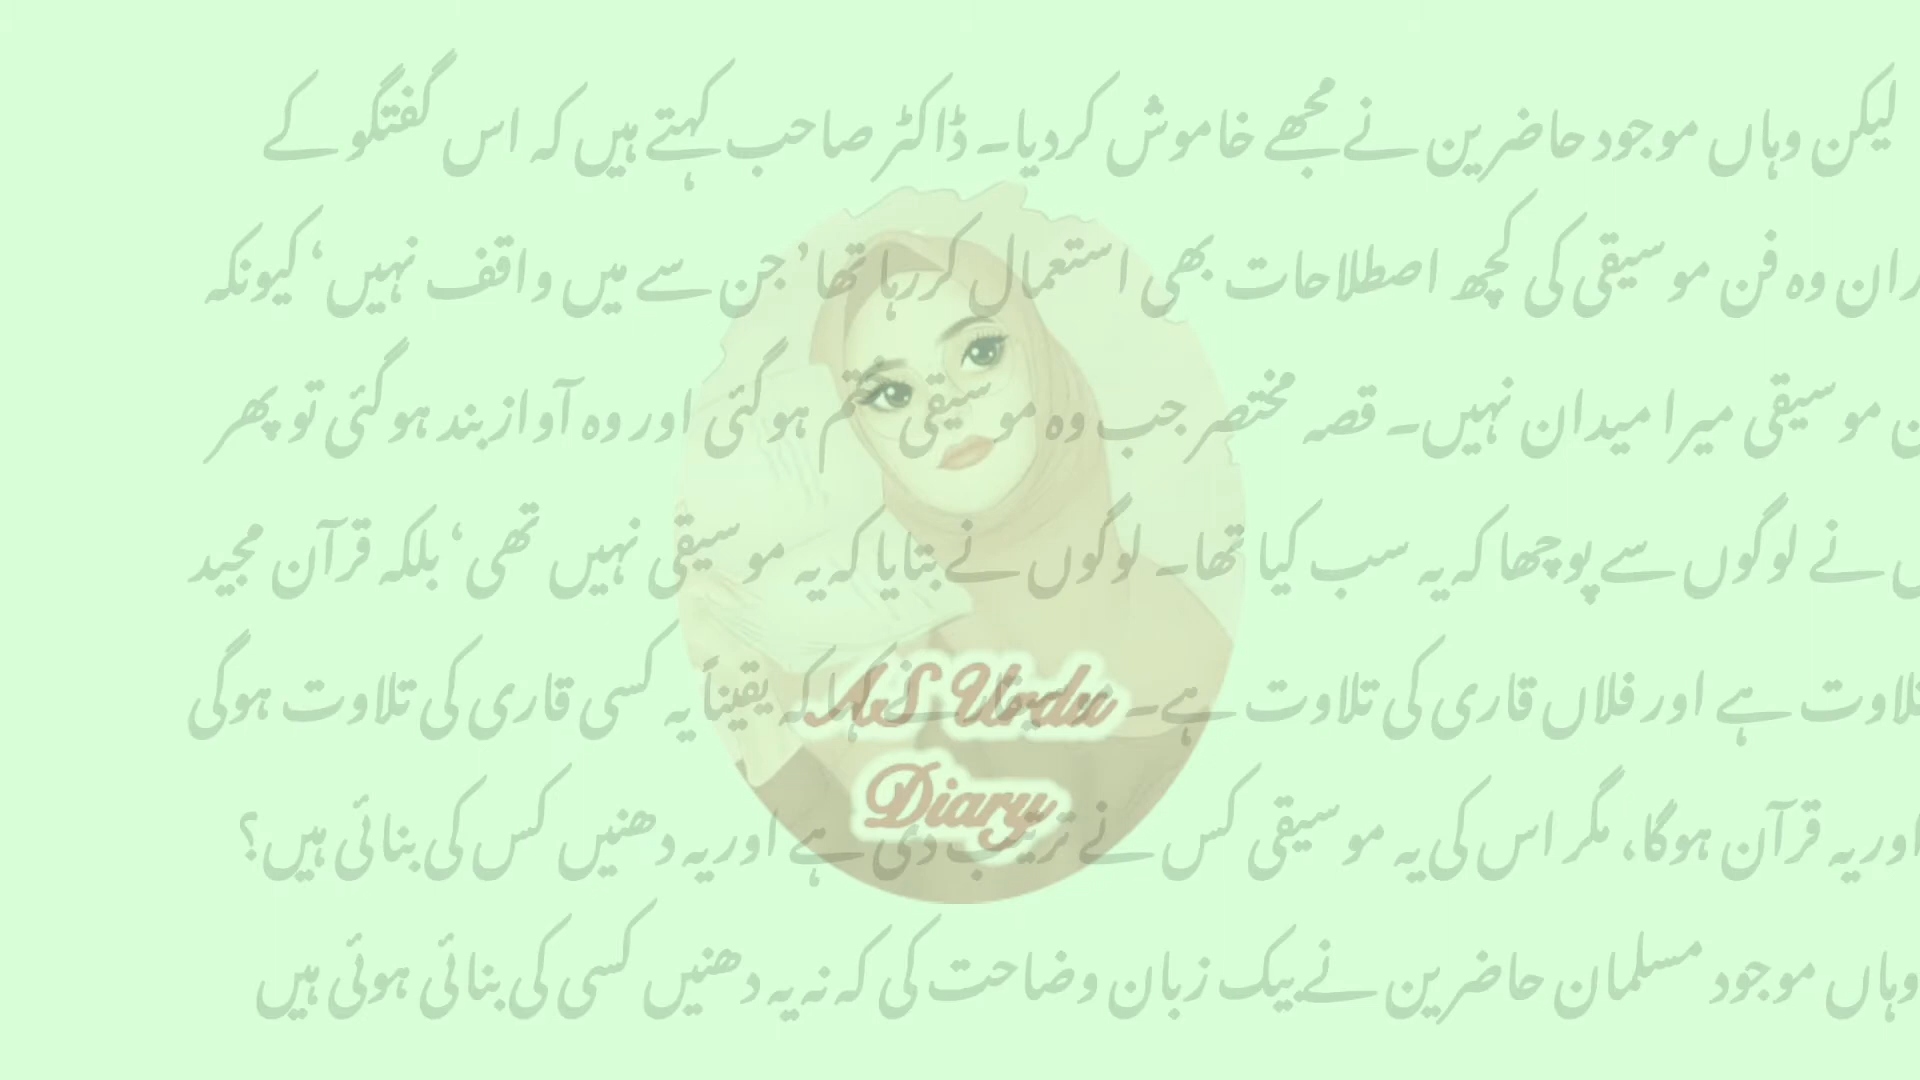 لیکن وہاں موجود حاضرین نے مجھے خاموش کردیا۔ ڈاکٹر صاحب کہتے ہیں کہ اس گفتگو کے
وہ فن موسیقی کی کچھ اصطلاحات بھی استعمال کررہا تھا’ جن سے میں واقف نہیں‘ کیونکہ
موسیقی میرا میدان نہیں۔ قصہ مختصر جب وہ موسیقی ختم ہوگئی اور وہ آواز بند ہوگئی تو پھر
نے لوگوں سے پوچھا کہ یہ سب کیا تھا۔ لوگوں نے بتایا کہ یہ موسیقی نہیں تھی‘ بلکہ قرآن مجید
تلاوت ہے اور فلاں قاری کی تلاوت ہے۔ کہا کہ یقیناً یہ کسی قاری کی تلاوت ہوگی
اور یہ قرآن ہوگا، مگر اس کی یہ موسیقی کس نے ترتیب دی ہے اور یہ دھنیں کس کی بنائی ہیں؟
وہاں موجود مسلمان حاضرین نے بیک زبان وضاحت کی کہ نہ یہ دھنیں کسی کی بنائی ہوئی ہیں
AS Urdu
Diary